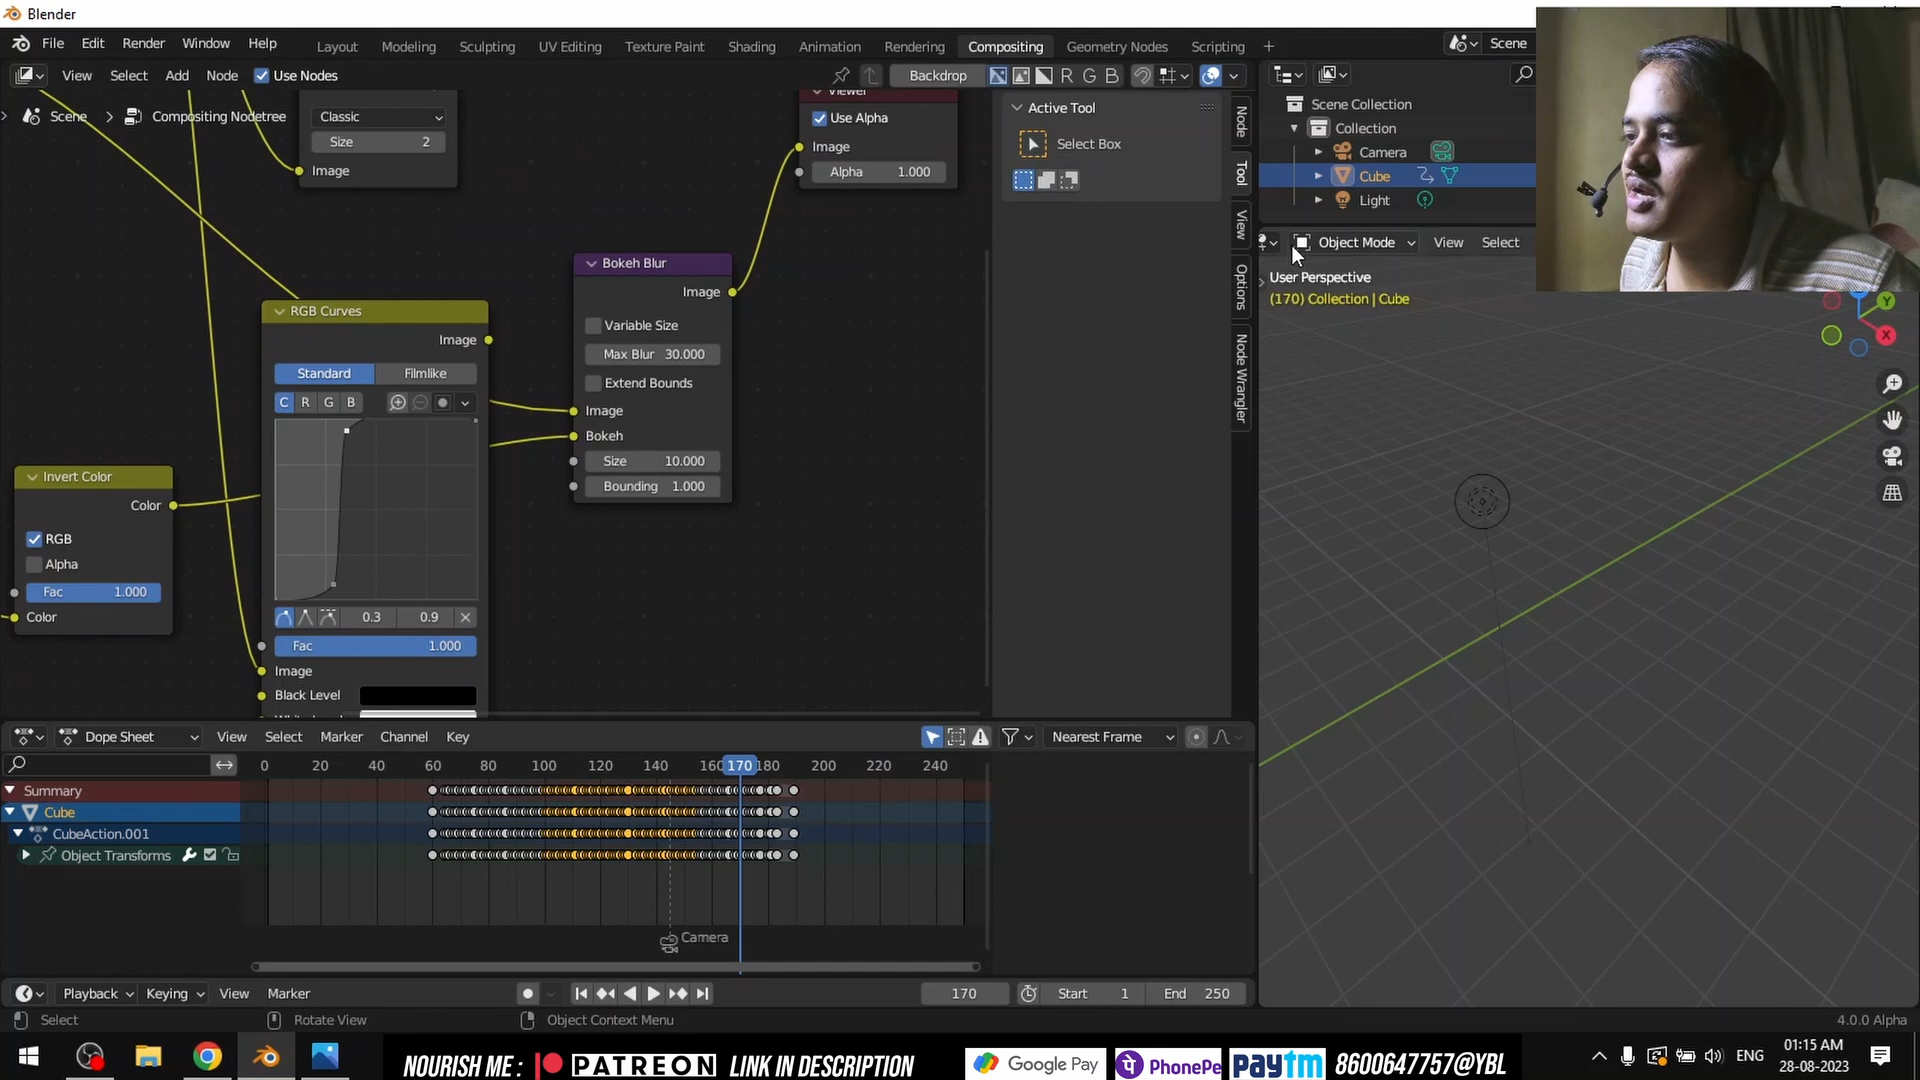 Blender
File Edit Render Window Help
Layout Modeling Sculpting UV Editing Texture Paint Shading Animation Rendering Compositing Geometry Nodes Scripting +
Scene
View Select Add Node Use Nodes
Backdrop R G B
Scene > Compositing Nodetree
Classic
Size 2
Image
Viewer
Use Alpha
Image
Alpha 1.000
Active Tool
Select Box
Node
Tool
View
Options
Node Wrangler
Scene Collection
Collection
Camera
Cube
Light
Object Mode View Select
User Perspective
(170) Collection | Cube
Y
X
Bokeh Blur
Image
Variable Size
Max Blur 30.000
Extend Bounds
Image
Bokeh
Size 10.000
Bounding 1.000
RGB Curves
Image
Standard Filmlike
C R G B
0.3 0.9
Fac 1.000
Image
Black Level
Invert Color
Color
RGB
Alpha
Fac 1.000
Color
Dope Sheet View Select Marker Channel Key
Nearest Frame
0 20 40 60 80 100 120 140 160 170 180 200 220 240
Summary
Cube
CubeAction.001
Object Transforms
Camera
Playback Keying View Marker
170 Start 1 End 250
Select Rotate View Object Context Menu
4.0.0 Alpha
NOURISH ME : PATREON LINK IN DESCRIPTION
Google Pay PhonePe Paytm 8600647757@YBL
ENG
01:15 AM
28-08-2023